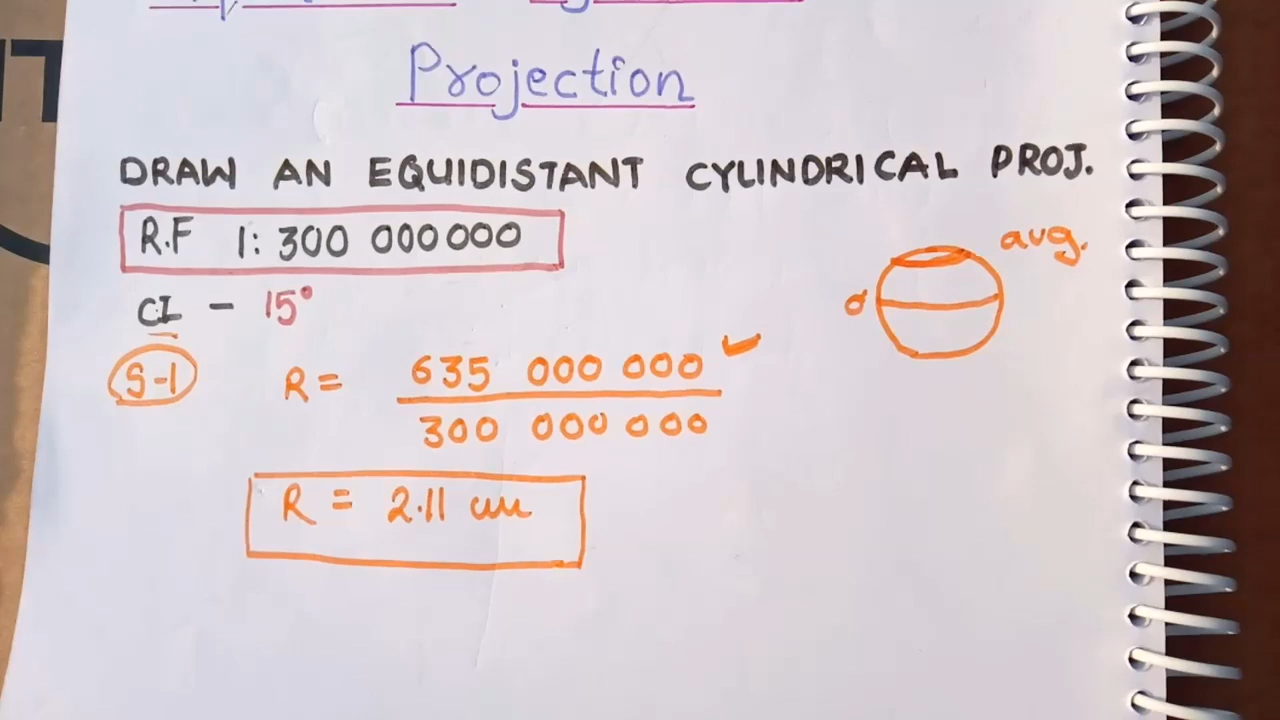 Projection
DRAW AN EQUIDISTANT CYLINDRICAL PROJ.
R.F 1: 300 000000
avg.
CI - 15°
0°
S-1
R = 635 000 000
300 000 000
R = 2.11 cm